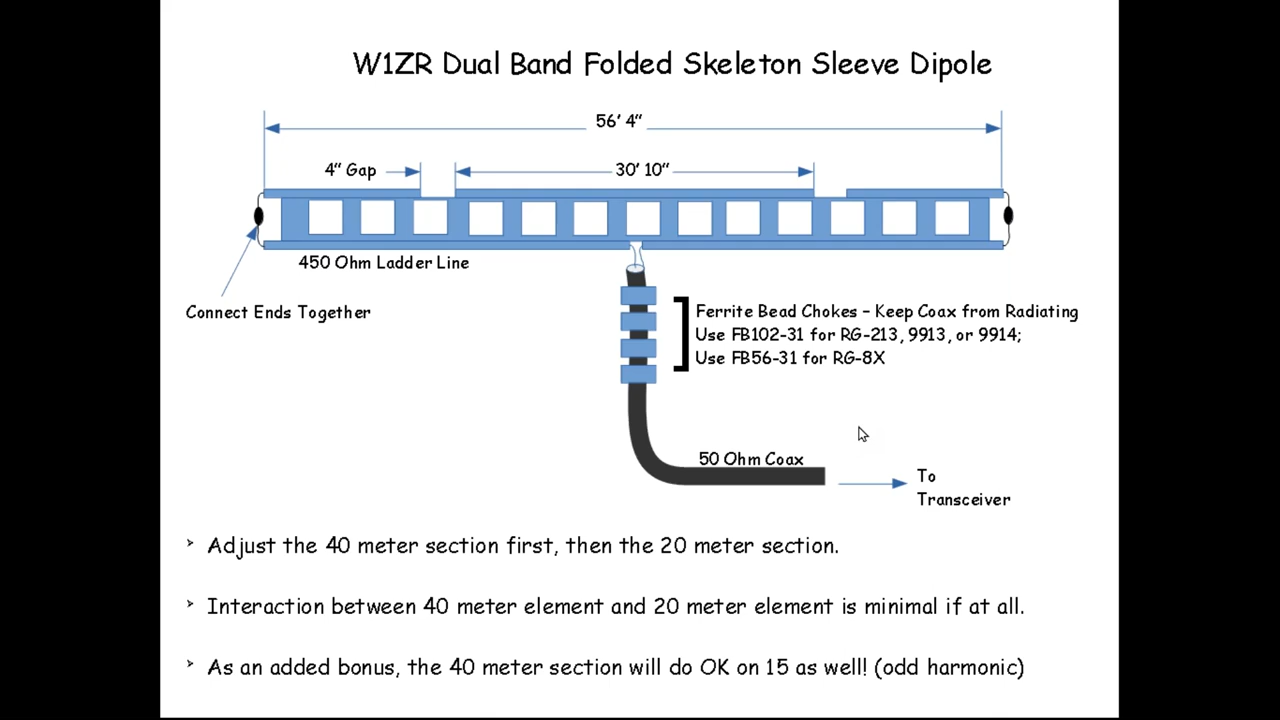 W1ZR Dual Band Folded Skeleton Sleeve Dipole
56' 4"
4" Gap
30' 10"
450 Ohm Ladder Line
Connect Ends Together
Ferrite Bead Chokes – Keep Coax from Radiating
Use FB102-31 for RG-213, 9913, or 9914;
Use FB56-31 for RG-8X
50 Ohm Coax
To
Transceiver
➢ Adjust the 40 meter section first, then the 20 meter section.
➢ Interaction between 40 meter element and 20 meter element is minimal if at all.
➢ As an added bonus, the 40 meter section will do OK on 15 as well! (odd harmonic)